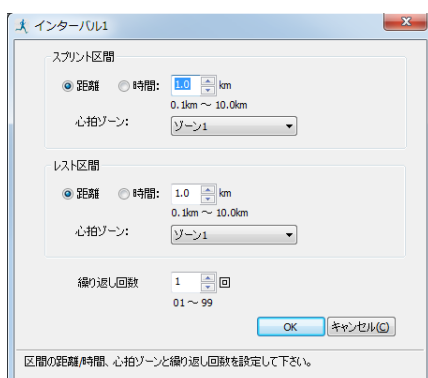 インターバル1
スプリント区間
距離 時間: 1.0 km
0.1km ～ 10.0km
心拍ゾーン: ゾーン1
レスト区間
距離 時間: 1.0 km
0.1km ～ 10.0km
心拍ゾーン: ゾーン1
繰り返し回数 1 回
01 ～ 99
OK キャンセル(C)
区間の距離/時間、心拍ゾーンと繰り返し回数を設定して下さい。